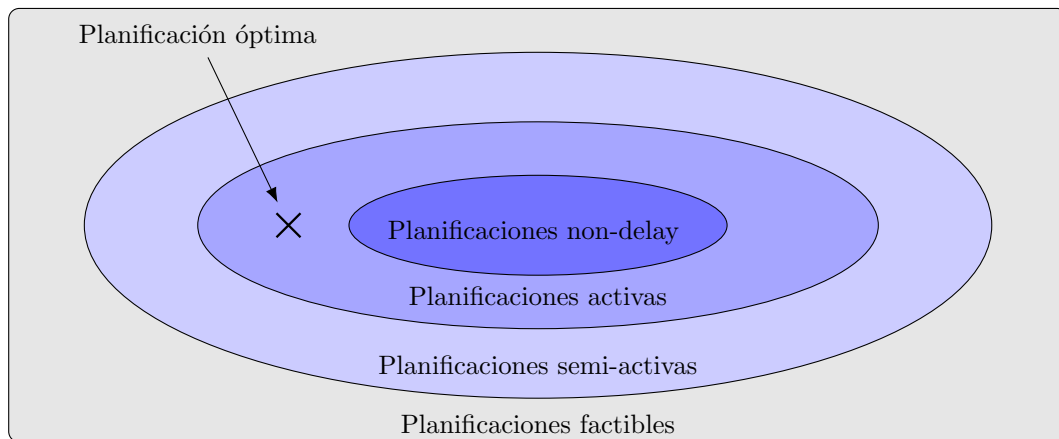 Planificación óptima
Planificaciones non-delay
Planificaciones activas
Planificaciones semi-activas
Planificaciones factibles